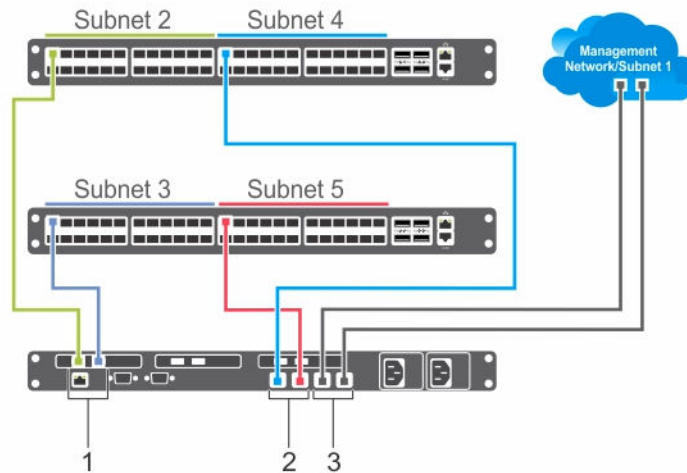 Subnet 2
Subnet 4
Management
Network/Subnet 1
Subnet 3
Subnet 5
1
2
3